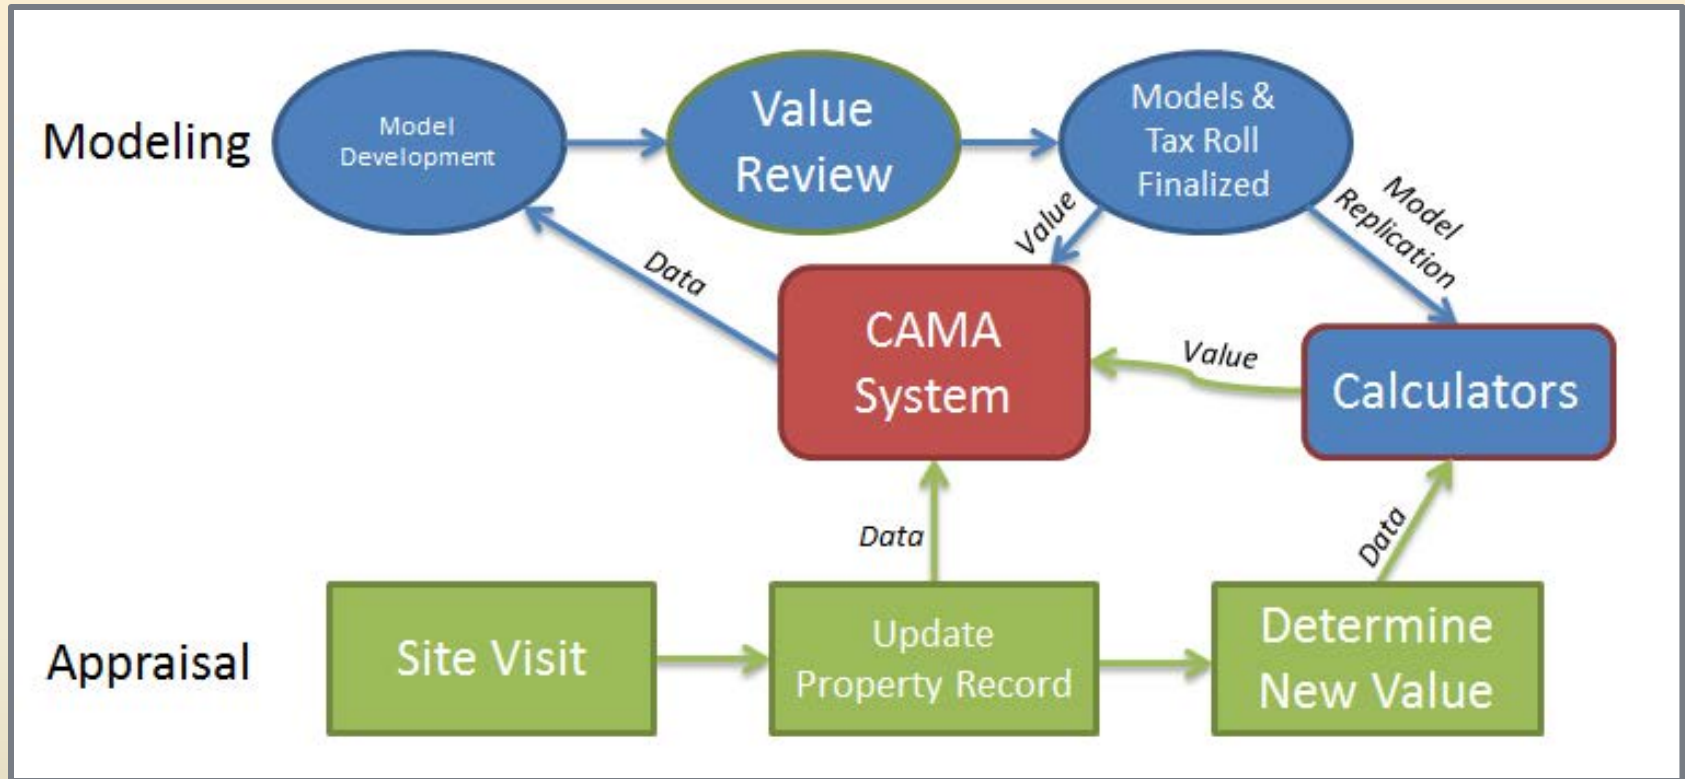 Modeling
Model
Development
Value
Review
Models &
Tax Roll
Finalized
Data
Value
Model
Replication
CAMA
System
Value
Calculators
Data
Data
Appraisal
Site Visit
Update
Property Record
Determine
New Value